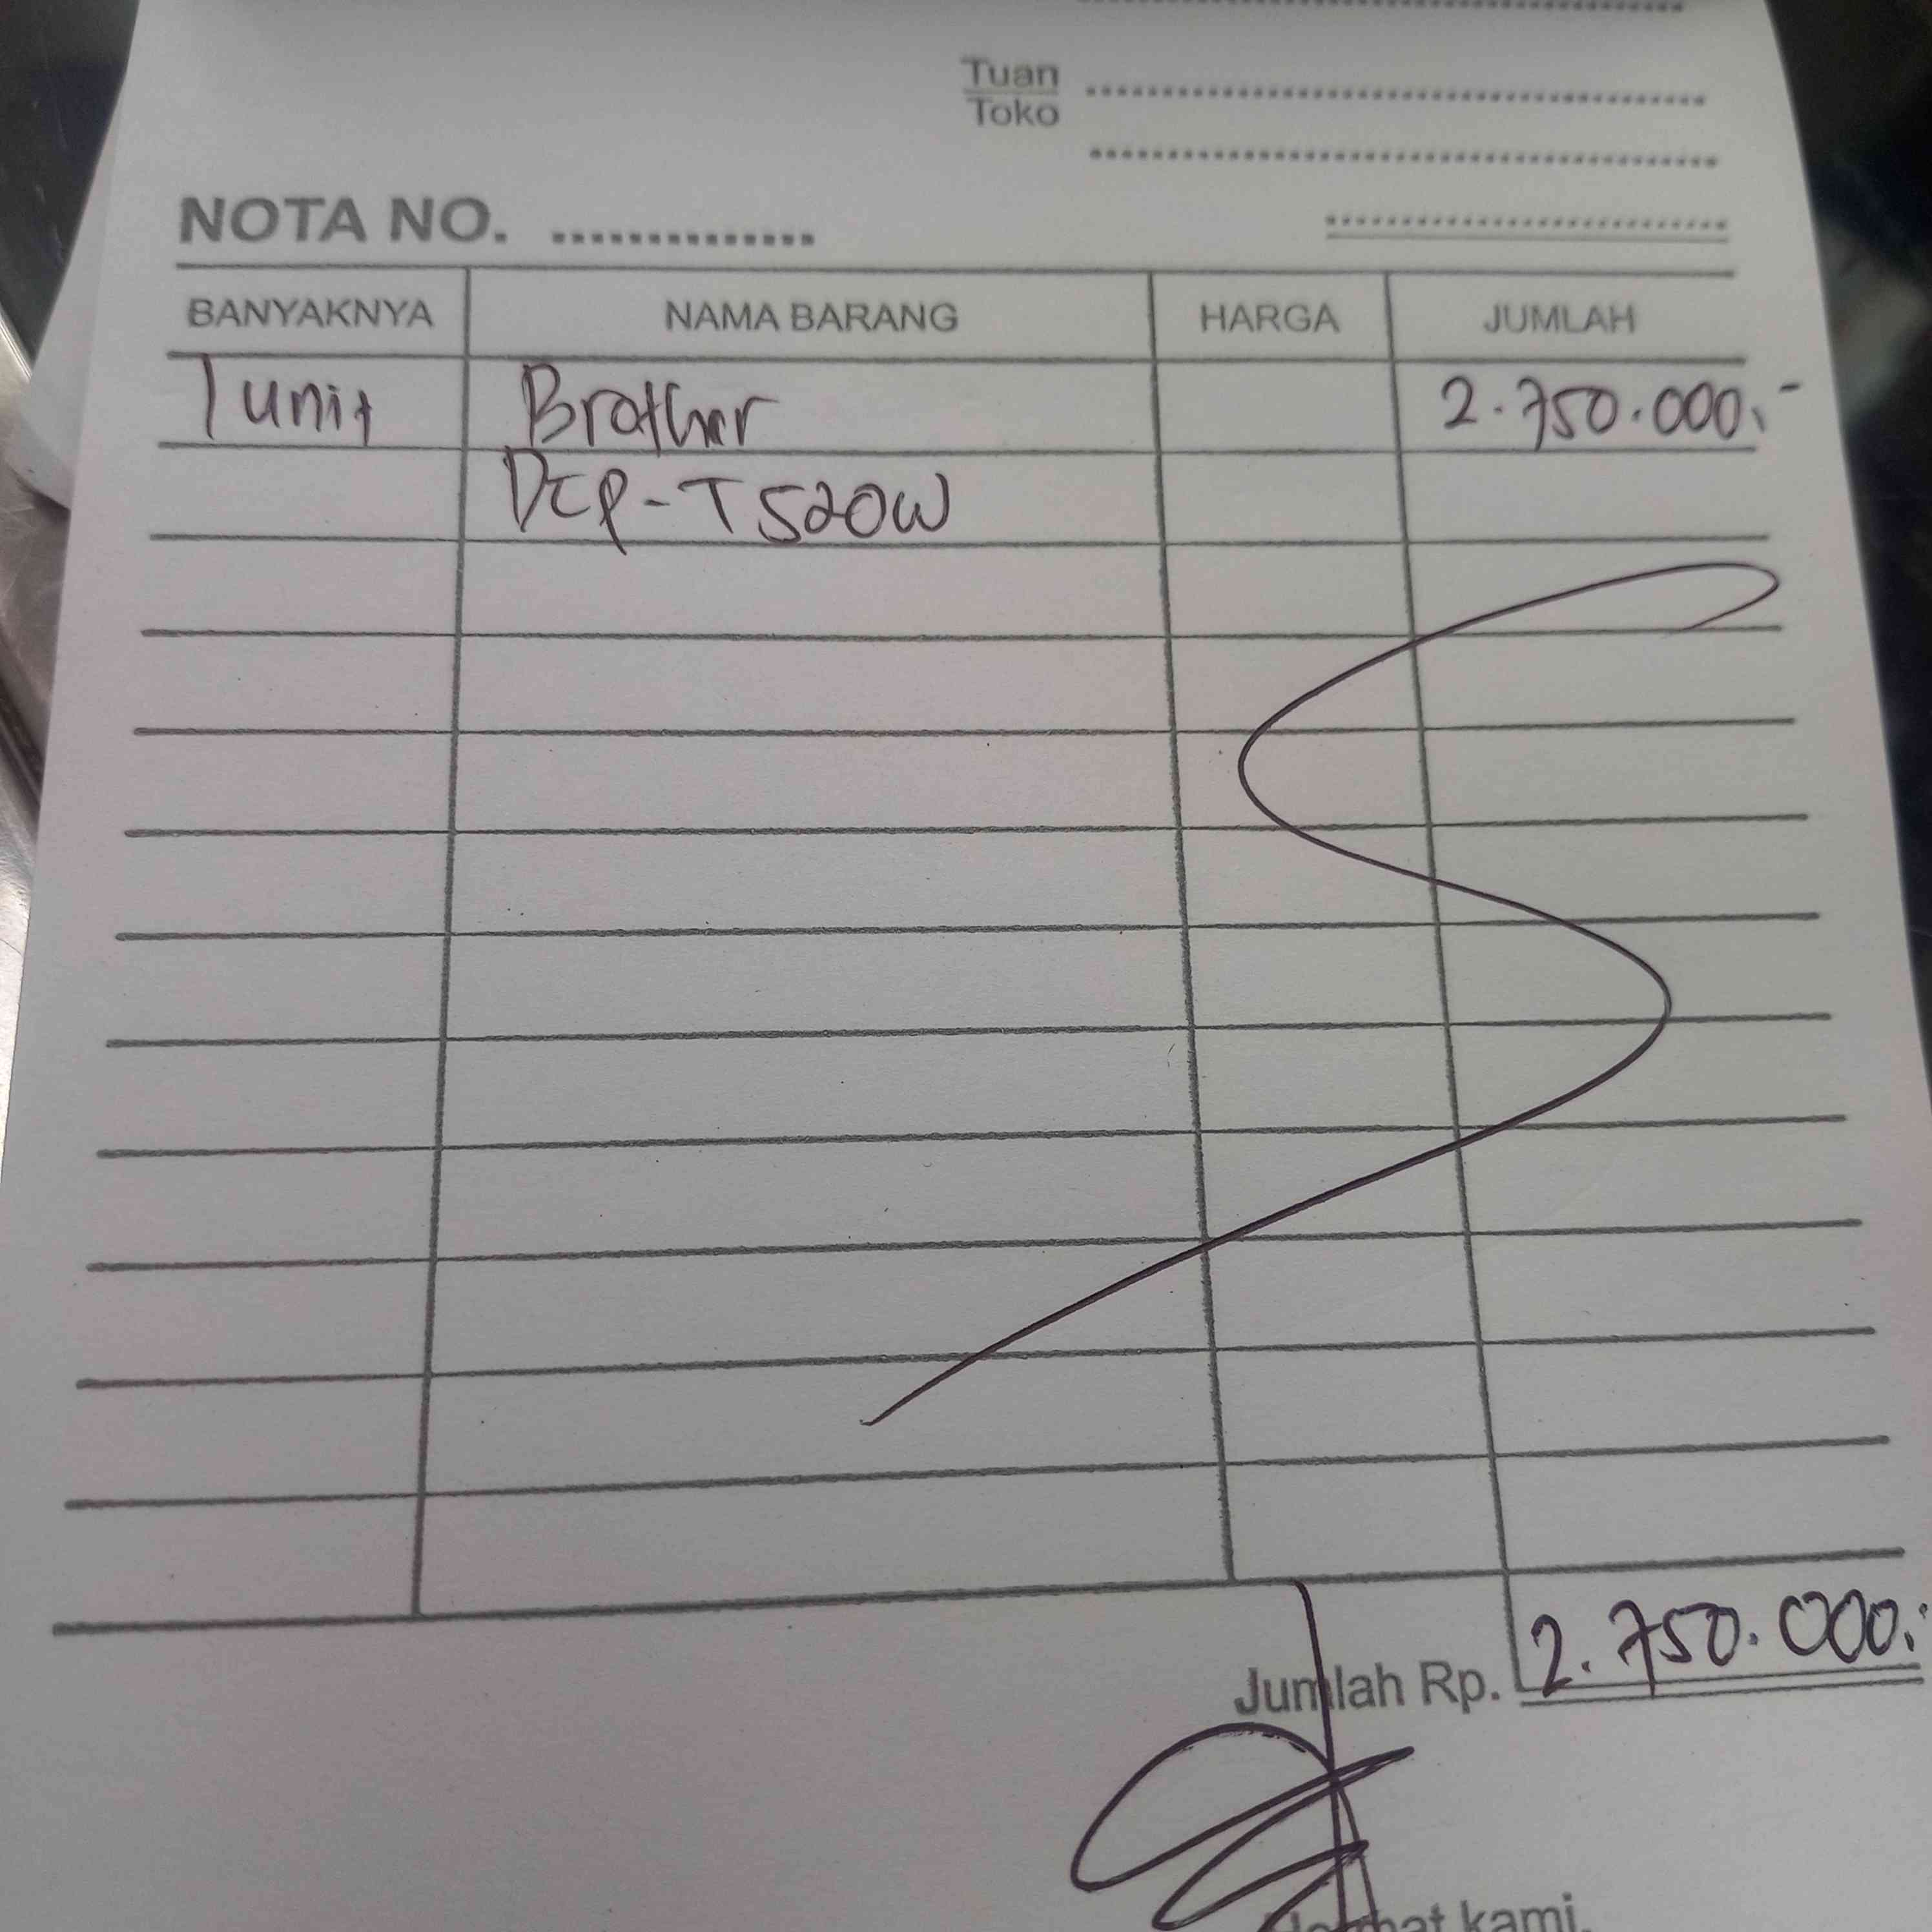 Tuan
Toko
NOTA NO.
BANYAKNYA NAMA BARANG HARGA JUMLAH
1 unit Brother 2.750.000,-
DCP-T520W
Jumlah Rp. 2.750.000,-
Hormat kami,